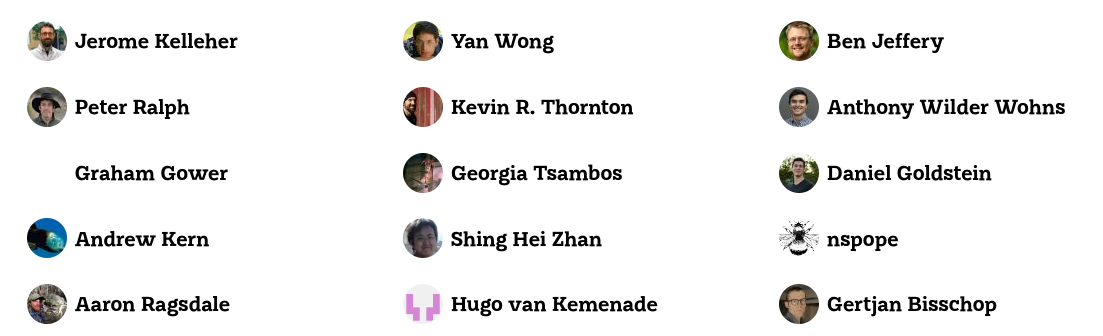 Jerome Kelleher
Yan Wong
Ben Jeffery
Peter Ralph
Kevin R. Thornton
Anthony Wilder Wohns
Graham Gower
Georgia Tsambos
Daniel Goldstein
Andrew Kern
Shing Hei Zhan
nspope
Aaron Ragsdale
Hugo van Kemenade
Gertjan Bisschop